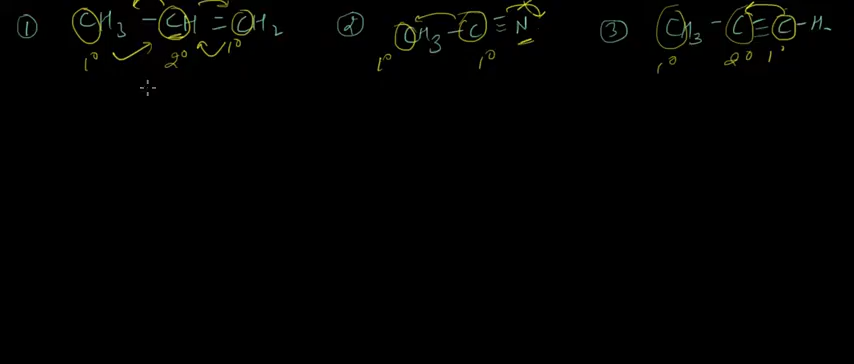 ① CH₃ – CH = CH₂ ② CH₃ – C ≡ N ③ CH₃ – C ≡ C – H
1° 2° 1° 1° 1° 1° 2° 1°